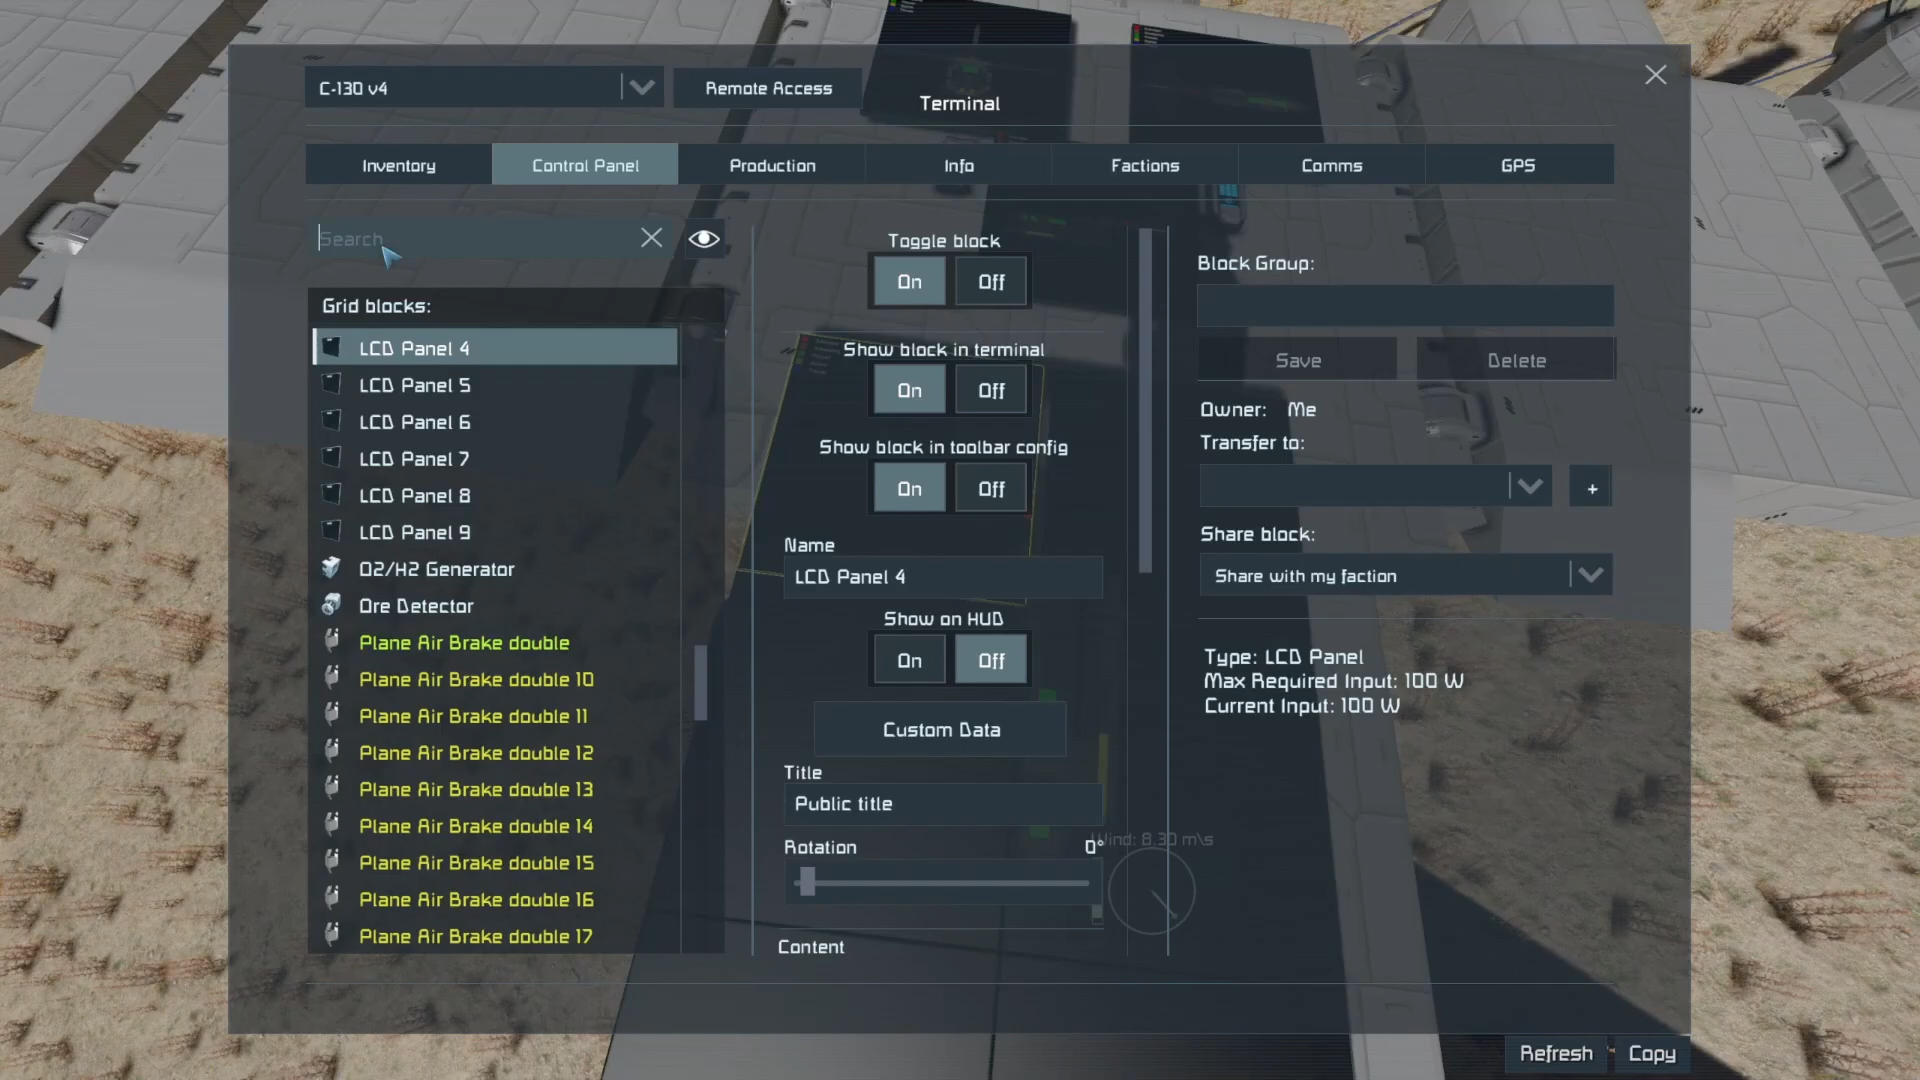 C-130 v4
Remote Access
Terminal
Inventory
Control Panel
Production
Info
Factions
Comms
GPS
Search
Grid blocks:
LCD Panel 4
LCD Panel 5
LCD Panel 6
LCD Panel 7
LCD Panel 8
LCD Panel 9
O2/H2 Generator
Ore Detector
Plane Air Brake double
Plane Air Brake double 10
Plane Air Brake double 11
Plane Air Brake double 12
Plane Air Brake double 13
Plane Air Brake double 14
Plane Air Brake double 15
Plane Air Brake double 16
Plane Air Brake double 17
Toggle block
On Off
Show block in terminal
On Off
Show block in toolbar config
On Off
Name
LCD Panel 4
Show on HUD
On Off
Custom Data
Title
Public title
Rotation 0°
Wind: 8.30 m/s
Content
Block Group:
Save Delete
Owner: Me
Transfer to:
+
Share block:
Share with my faction
Type: LCD Panel
Max Required Input: 100 W
Current Input: 100 W
Refresh Copy